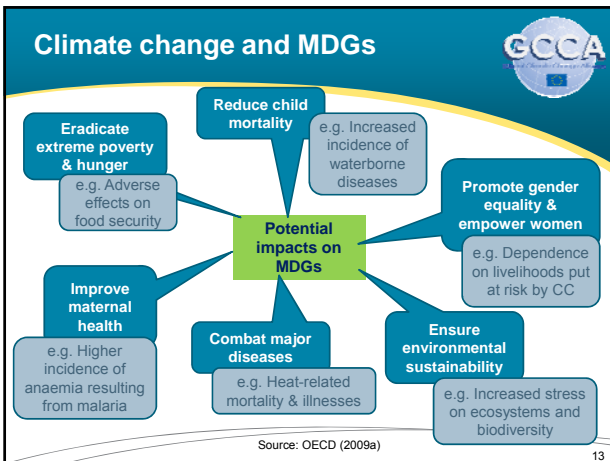 Climate change and MDGs
GCCA
Reduce child
mortality
e.g. Increased
incidence of
waterborne
diseases
Eradicate
extreme poverty
& hunger
e.g. Adverse
effects on
food security
Promote gender
equality &
empower women
e.g. Dependence
on livelihoods put
at risk by CC
Potential
impacts on
MDGs
Improve
maternal
health
e.g. Higher
incidence of
anaemia resulting
from malaria
Combat major
diseases
e.g. Heat-related
mortality & illnesses
Ensure
environmental
sustainability
e.g. Increased stress
on ecosystems and
biodiversity
Source: OECD (2009a)
13